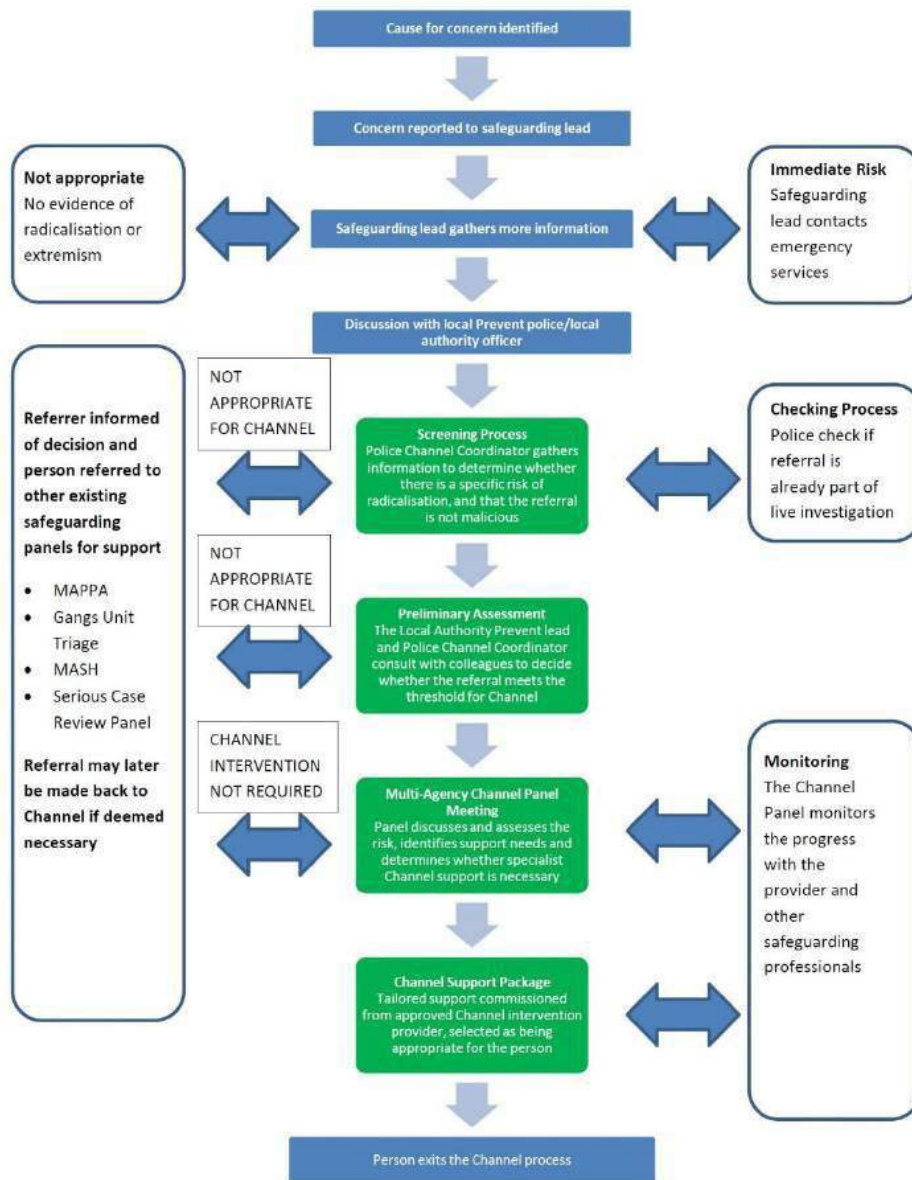 Cause for concern identified
Concern reported to safeguarding lead
Not appropriate
No evidence of
radicalisation or
extremism
Safeguarding lead gathers more information
Immediate Risk
Safeguarding
lead contacts
emergency
services
Discussion with local Prevent police/local
authority officer
Referrer informed
of decision and
person referred to
other existing
safeguarding
panels for support
• MAPPA
• Gangs Unit
Triage
• MASH
• Serious Case
Review Panel
Referral may later
be made back to
Channel if deemed
necessary
NOT
APPROPRIATE
FOR CHANNEL
Screening Process
Police Channel Coordinator gathers
information to determine whether
there is a specific risk of
radicalisation, and that the referral
is not malicious
Checking Process
Police check if
referral is
already part of
live investigation
NOT
APPROPRIATE
FOR CHANNEL
Preliminary Assessment
The Local Authority Prevent lead
and Police Channel Coordinator
consult with colleagues to decide
whether the referral meets the
threshold for Channel
CHANNEL
INTERVENTION
NOT REQUIRED
Multi-Agency Channel Panel
Meeting
Panel discusses and assesses the
risk, identifies support needs and
determines whether specialist
Channel support is necessary
Monitoring
The Channel
Panel monitors
the progress
with the
provider and
other
safeguarding
professionals
Channel Support Package
Tailored support commissioned
from approved Channel intervention
provider, selected as being
appropriate for the person
Person exits the Channel process